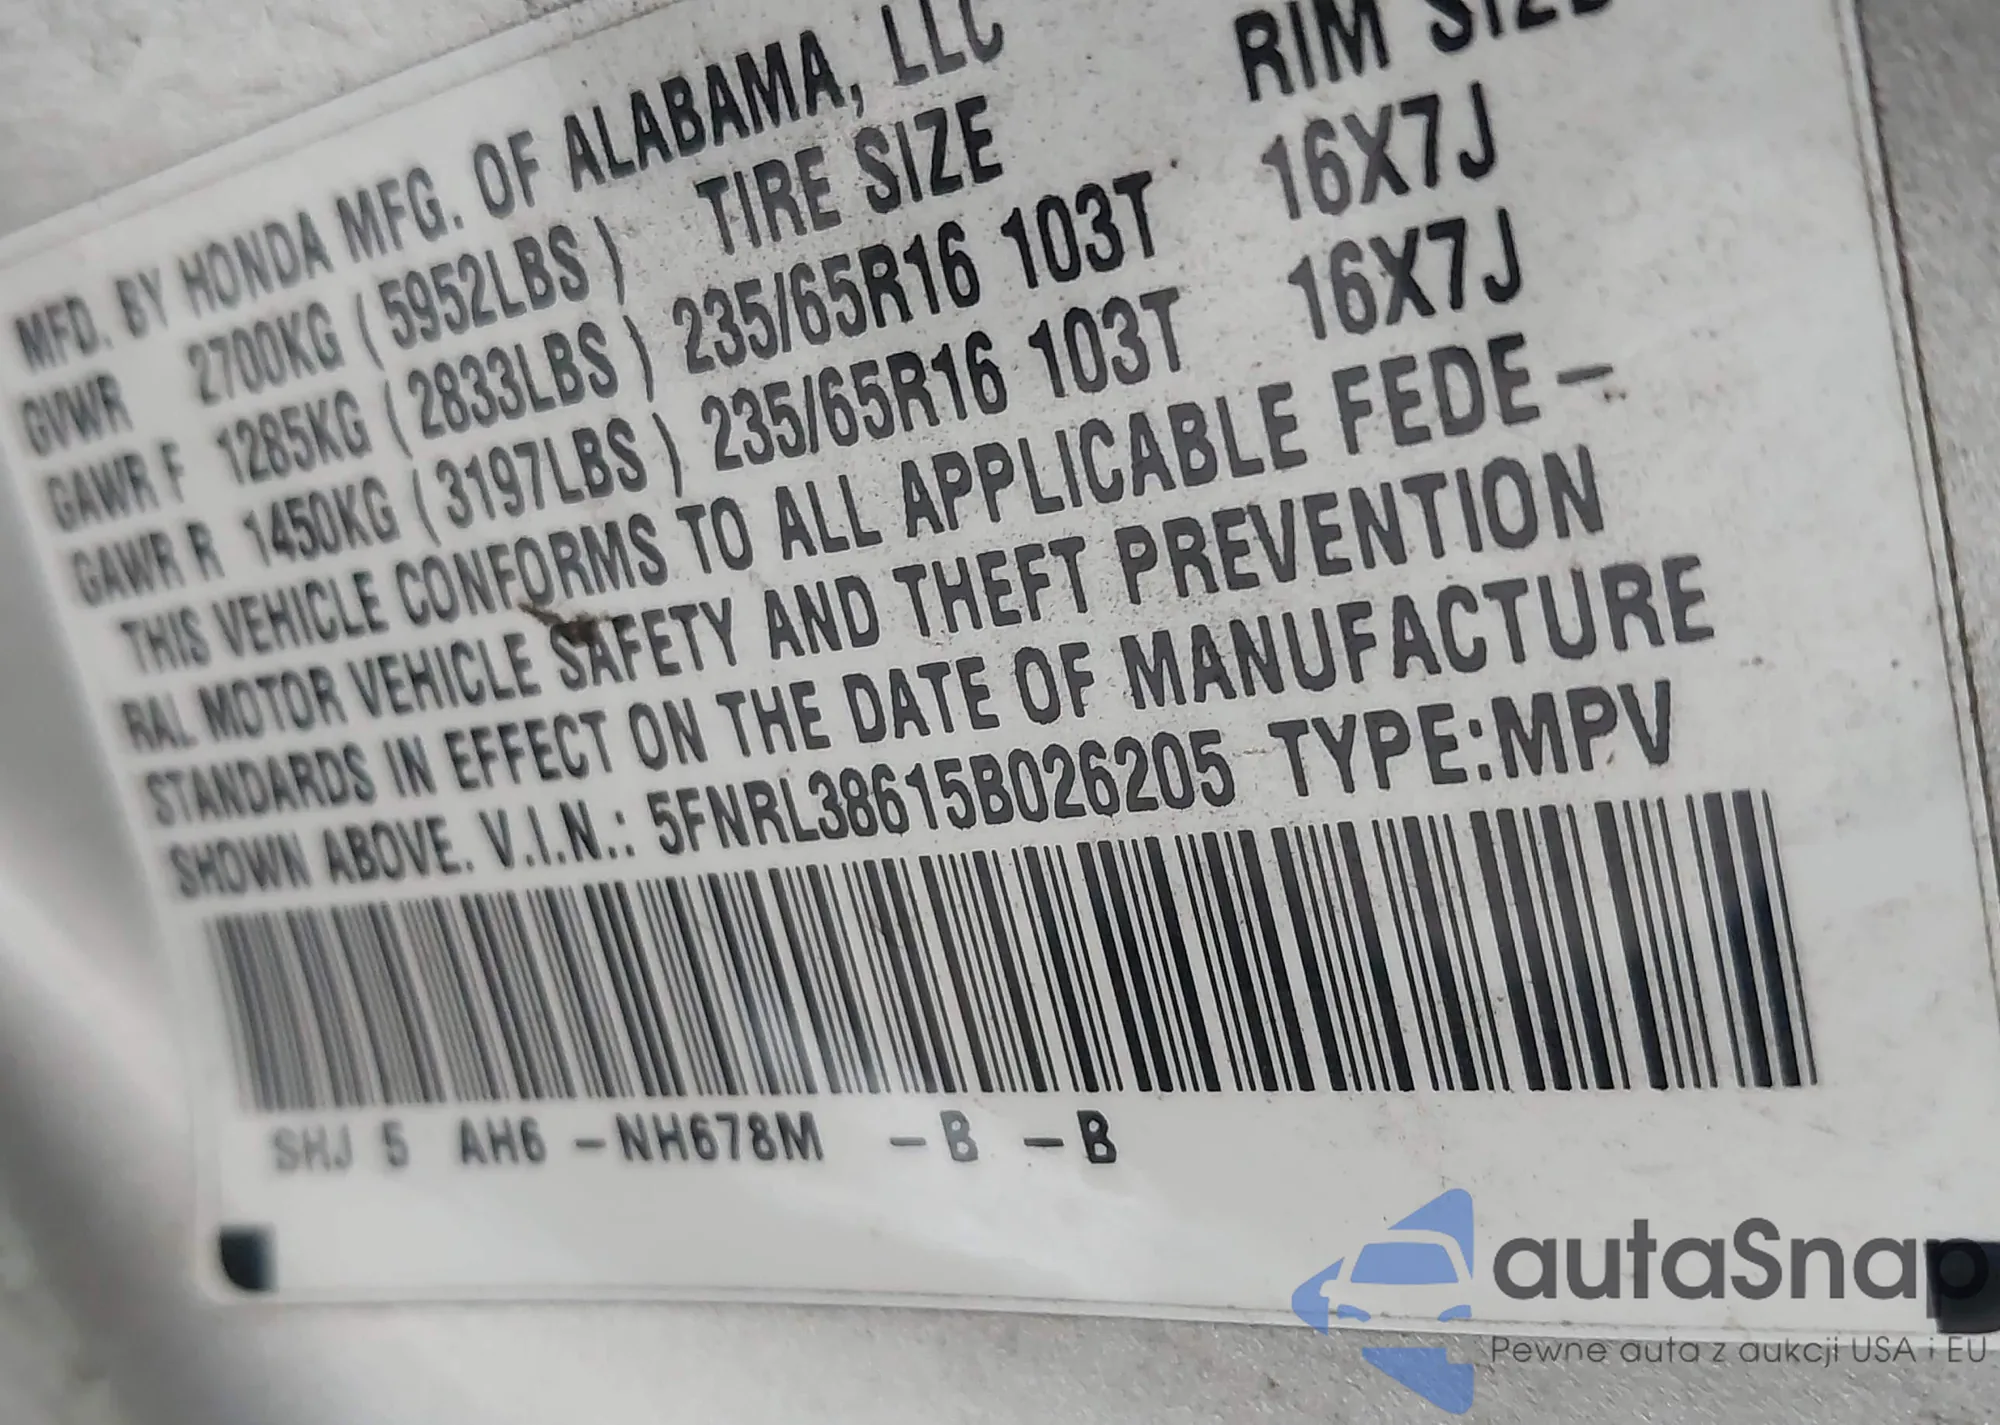 MFD. BY HONDA MFG. OF ALABAMA, LLC
TIRE SIZE RIM SIZE
GVWR 2700KG (5952LBS)
GAWR F 1285KG (2833LBS) 235/65R16 103T 16X7J
GAWR R 1450KG (3197LBS) 235/65R16 103T 16X7J
THIS VEHICLE CONFORMS TO ALL APPLICABLE FEDE-
RAL MOTOR VEHICLE SAFETY AND THEFT PREVENTION
STANDARDS IN EFFECT ON THE DATE OF MANUFACTURE
SHOWN ABOVE. V.I.N.: 5FNRL38615B026205 TYPE:MPV
SHJ 5 AH6 -NH678M -B -B
autaSnap
Pewne auta z aukcji USA i EU